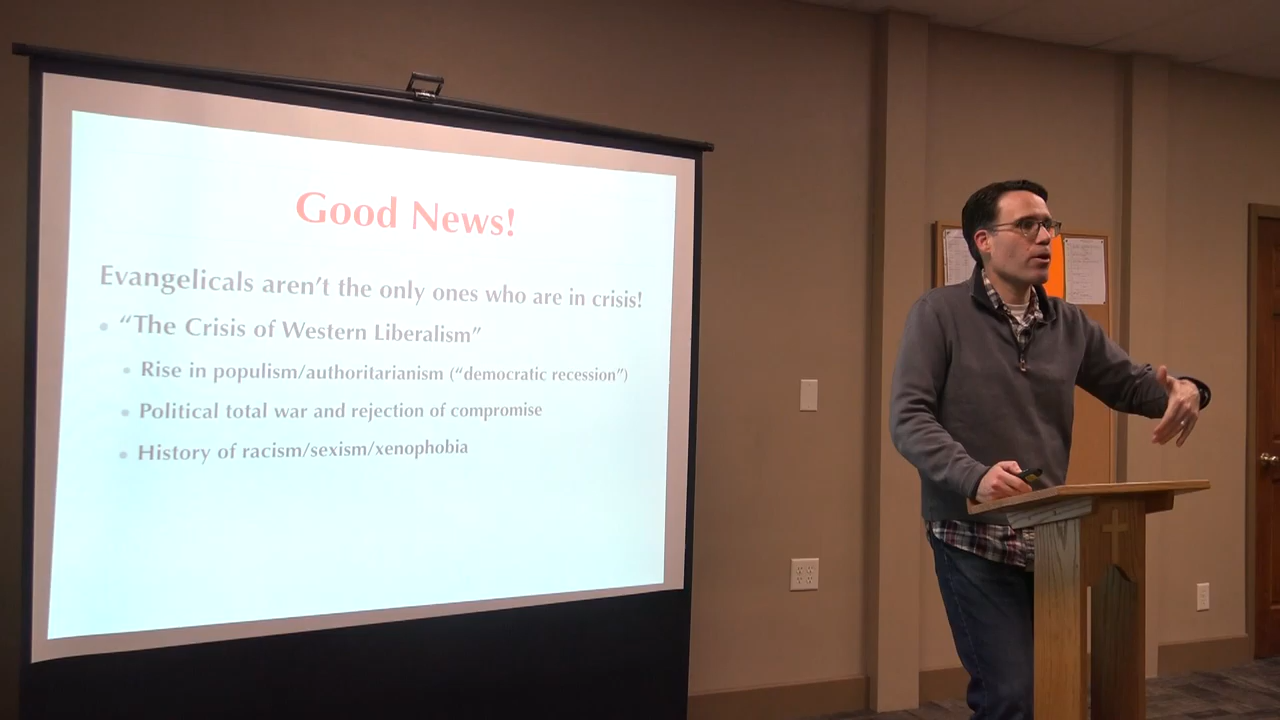 Good News!
Evangelicals aren't the only ones who are in crisis!
• "The Crisis of Western Liberalism"
• Rise in populism/authoritarianism ("democratic recession")
• Political total war and rejection of compromise
• History of racism/sexism/xenophobia